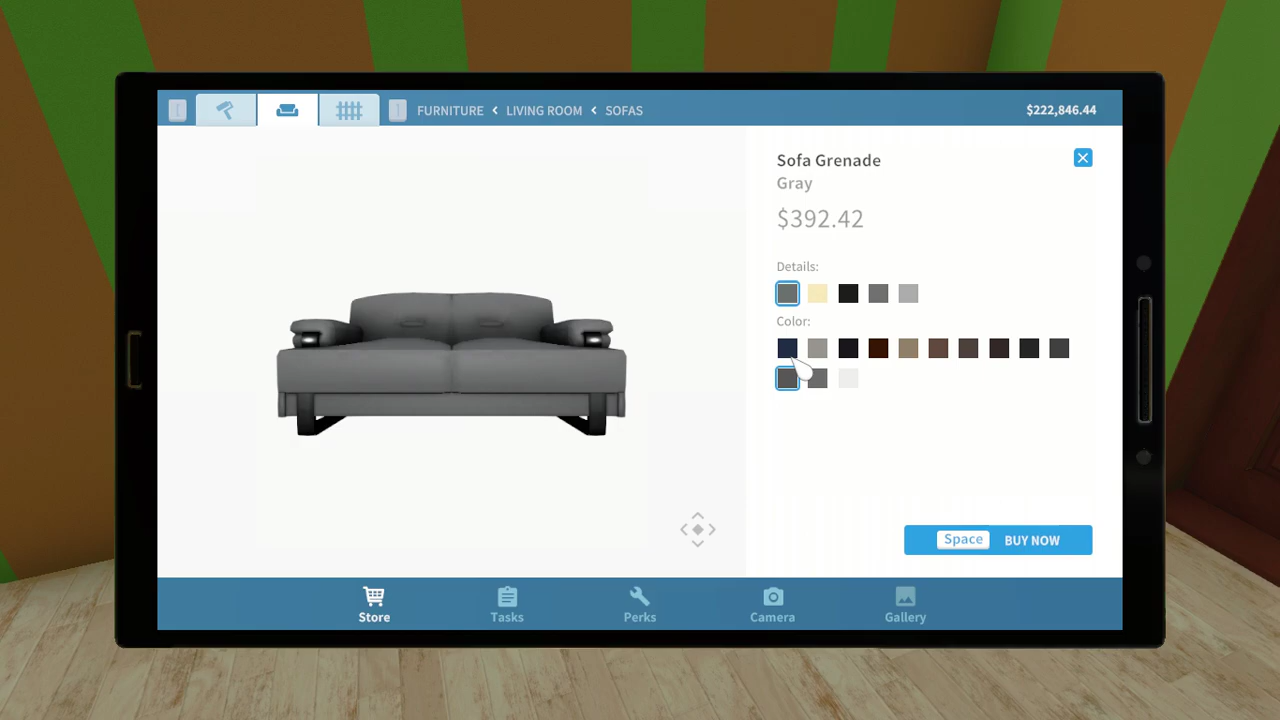 FURNITURE < LIVING ROOM < SOFAS
$222,846.44
Sofa Grenade
Gray
$392.42
Details:
Color:
Space BUY NOW
Store
Tasks
Perks
Camera
Gallery